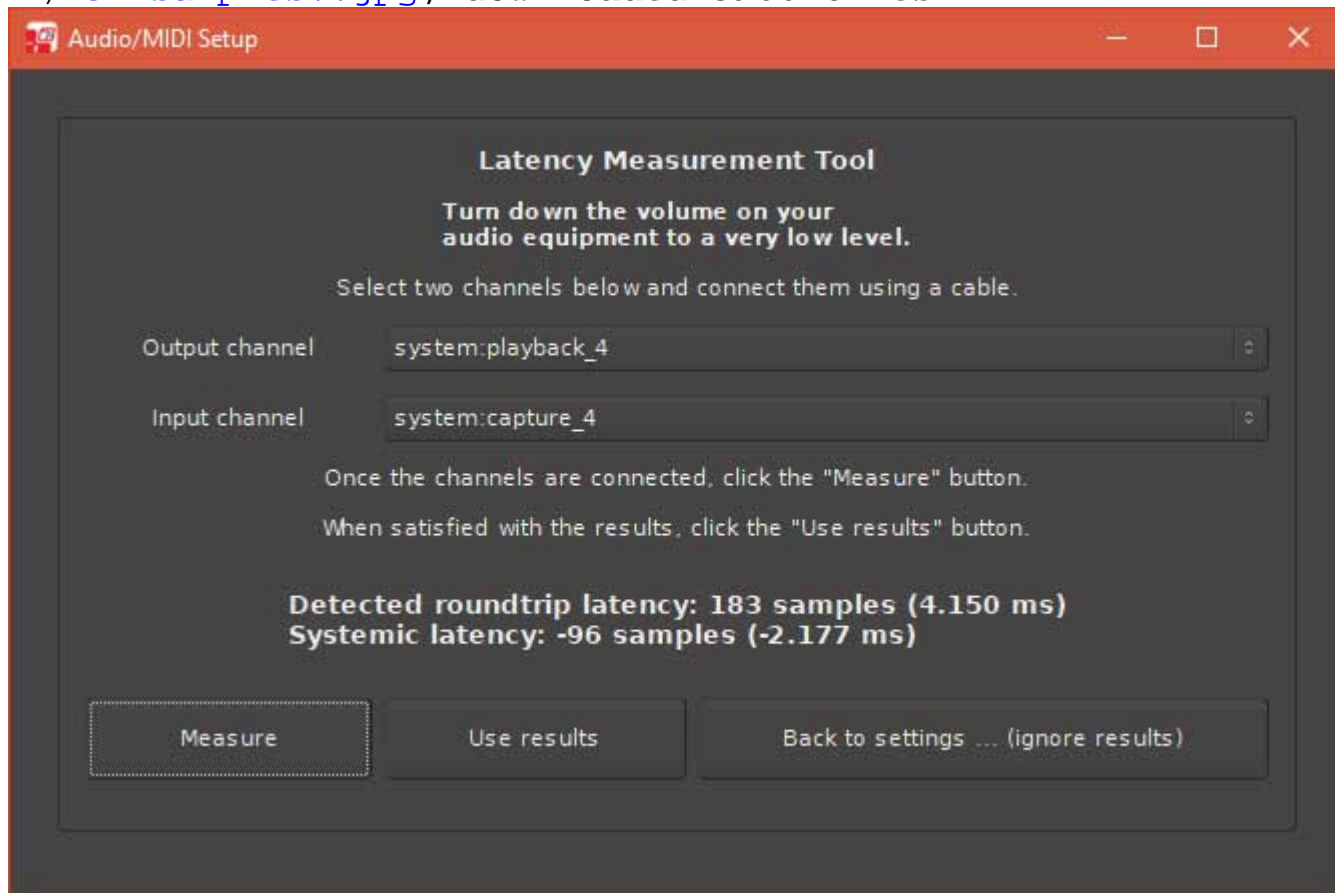 Audio/MIDI Setup
Latency Measurement Tool
Turn down the volume on your
audio equipment to a very low level.
Select two channels below and connect them using a cable.
Output channel system:playback_4
Input channel system:capture_4
Once the channels are connected, click the "Measure" button.
When satisfied with the results, click the "Use results" button.
Detected roundtrip latency: 183 samples (4.150 ms)
Systemic latency: -96 samples (-2.177 ms)
Measure Use results Back to settings ... (ignore results)